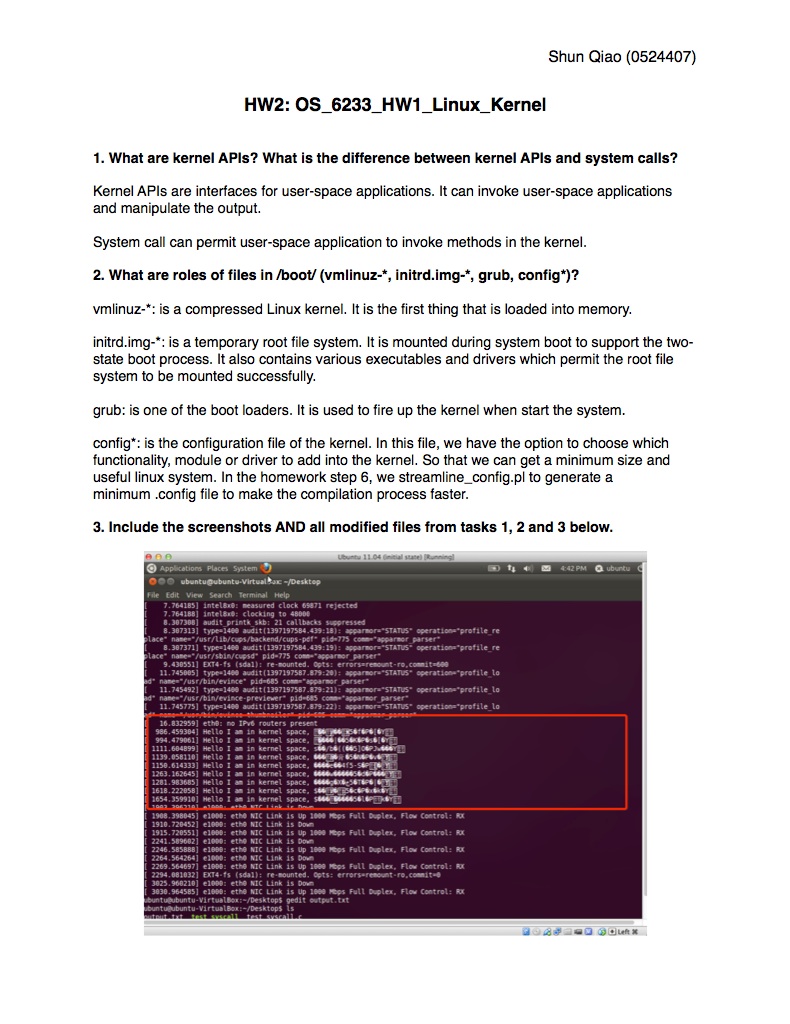 Shun Qiao (0524407)
HW2: OS_6233_HW1_Linux_Kernel
1. What are kernel APIs? What is the difference between kernel APIs and system calls?
Kernel APIs are interfaces for user-space applications. It can invoke user-space applications
and manipulate the output.
System call can permit user-space application to invoke methods in the kernel.
2. What are roles of files in /boot/ (vmlinuz-*, initrd.img-*, grub, config*)?
vmlinuz-*: is a compressed Linux kernel. It is the first thing that is loaded into memory.
initrd.img-*: is a temporary root file system. It is mounted during system boot to support the two-
state boot process. It also contains various executables and drivers which permit the root file
system to be mounted successfully.
grub: is one of the boot loaders. It is used to fire up the kernel when start the system.
config*: is the configuration file of the kernel. In this file, we have the option to choose which
functionality, module or driver to add into the kernel. So that we can get a minimum size and
useful linux system. In the homework step 6, we streamline_config.pl to generate a
minimum .config file to make the compilation process faster.
3. Include the screenshots AND all modified files from tasks 1, 2 and 3 below.
Ubuntu 11.04 (initial state) [Running]
Applications Places System 4:42 PM ubuntu
ubuntu@ubuntu-VirtualBox: ~/Desktop
File Edit View Search Terminal Help
[ 7.764185] intel8x0: measured clock 69871 rejected
[ 7.764188] intel8x0: clocking to 48000
[ 8.307308] audit_printk_skb: 21 callbacks suppressed
[ 8.307313] type=1400 audit(1397197584.439:18): apparmor="STATUS" operation="profile_re
place" name="/usr/lib/cups/backend/cups-pdf" pid=775 comm="apparmor_parser"
[ 8.307371] type=1400 audit(1397197584.439:19): apparmor="STATUS" operation="profile_re
place" name="/usr/sbin/cupsd" pid=775 comm="apparmor_parser"
[ 9.430551] EXT4-fs (sda1): re-mounted. Opts: errors=remount-ro,commit=600
[ 11.745005] type=1400 audit(1397197587.879:20): apparmor="STATUS" operation="profile_lo
ad" name="/usr/bin/evince" pid=685 comm="apparmor_parser"
[ 11.745492] type=1400 audit(1397197587.879:21): apparmor="STATUS" operation="profile_lo
ad" name="/usr/bin/evince-previewer" pid=685 comm="apparmor_parser"
[ 11.745775] type=1400 audit(1397197587.879:22): apparmor="STATUS" operation="profile_lo
ad" name="/usr/bin/evince-thumbnailer" pid=685 comm="apparmor_parser"
[ 16.832959] eth0: no IPv6 routers present
[ 986.459304] Hello I am in kernel space,
[ 994.479061] Hello I am in kernel space,
[ 1111.604899] Hello I am in kernel space,
[ 1139.058110] Hello I am in kernel space,
[ 1150.614333] Hello I am in kernel space,
[ 1263.162645] Hello I am in kernel space,
[ 1281.983685] Hello I am in kernel space,
[ 1618.222058] Hello I am in kernel space,
[ 1654.359910] Hello I am in kernel space,
e1000: eth0 NIC Link is Down
[ 1908.398045] e1000: eth0 NIC Link is Up 1000 Mbps Full Duplex, Flow Control: RX
[ 1910.720452] e1000: eth0 NIC Link is Down
[ 1915.720551] e1000: eth0 NIC Link is Up 1000 Mbps Full Duplex, Flow Control: RX
[ 2241.589602] e1000: eth0 NIC Link is Down
[ 2246.585888] e1000: eth0 NIC Link is Up 1000 Mbps Full Duplex, Flow Control: RX
[ 2264.564264] e1000: eth0 NIC Link is Down
[ 2269.564697] e1000: eth0 NIC Link is Up 1000 Mbps Full Duplex, Flow Control: RX
[ 2294.081032] EXT4-fs (sda1): re-mounted. Opts: errors=remount-ro,commit=0
[ 3025.960210] e1000: eth0 NIC Link is Down
[ 3030.964585] e1000: eth0 NIC Link is Up 1000 Mbps Full Duplex, Flow Control: RX
ubuntu@ubuntu-VirtualBox:~/Desktop$ gedit output.txt
ubuntu@ubuntu-VirtualBox:~/Desktop$ ls
output.txt test_syscall test_syscall.c
Left ⌘